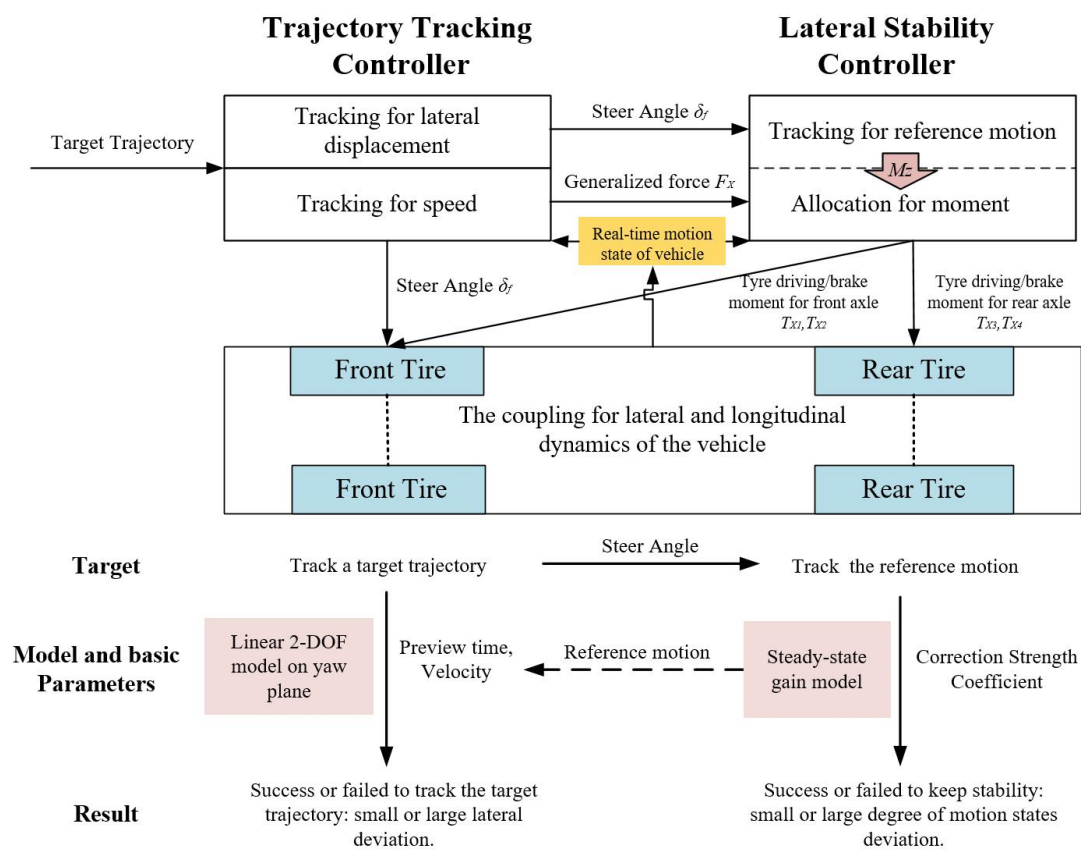 Trajectory Tracking
Controller
Lateral Stability
Controller
Target Trajectory
Tracking for lateral
displacement
Steer Angle δf
Tracking for reference motion
Mz
Generalized force FX
Tracking for speed
Allocation for moment
Real-time motion
state of vehicle
Steer Angle δf
Tyre driving/brake
moment for front axle
TX1,TX2
Tyre driving/brake
moment for rear axle
TX3,TX4
Front Tire
Rear Tire
The coupling for lateral and longitudinal
dynamics of the vehicle
Front Tire
Rear Tire
Target
Track a target trajectory
Steer Angle
Track the reference motion
Model and basic
Parameters
Linear 2-DOF
model on yaw
plane
Preview time,
Velocity
Reference motion
Steady-state
gain model
Correction Strength
Coefficient
Result
Success or failed to track the target
trajectory: small or large lateral
deviation.
Success or failed to keep stability:
small or large degree of motion states
deviation.